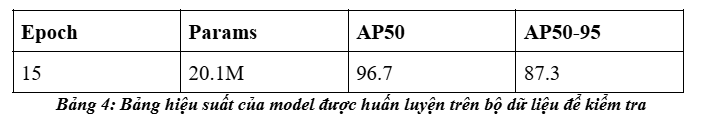 Epoch Params AP50 AP50-95
15 20.1M 96.7 87.3
Bảng 4: Bảng hiệu suất của model được huấn luyện trên bộ dữ liệu để kiểm tra